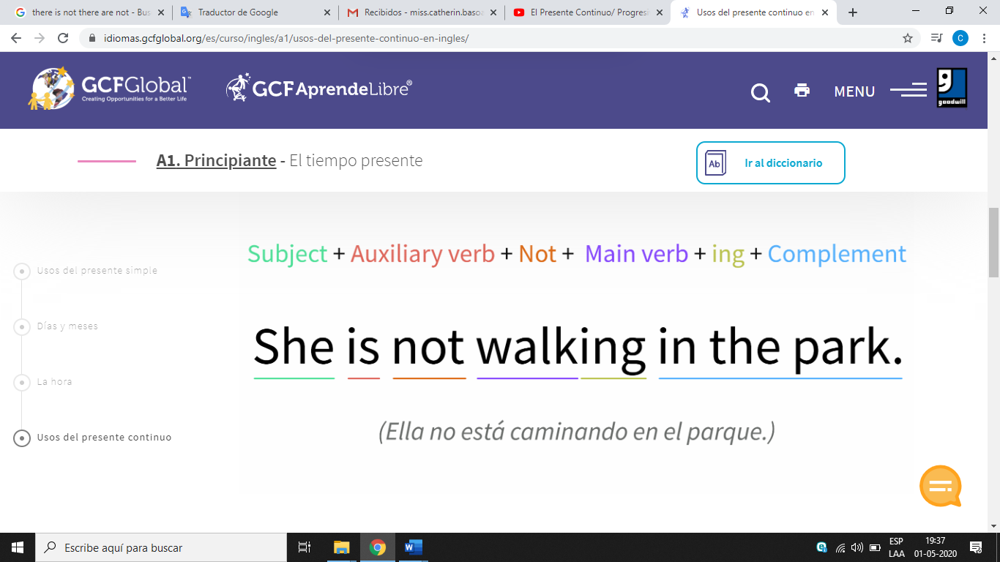 there is not there are not - Bus
Traductor de Google
Recibidos - miss.catherin.basoa
El Presente Continuo/ Progresi
Usos del presente continuo en
idiomas.gcfglobal.org/es/curso/ingles/a1/usos-del-presente-continuo-en-ingles/
C
GCFGlobal™
Creating Opportunities for a Better Life
GCFAprendeLibre®
MENU
goodwill
A1. Principiante - El tiempo presente
Ab
Ir al diccionario
Subject + Auxiliary verb + Not + Main verb + ing + Complement
Usos del presente simple
Días y meses
She is not walking in the park.
La hora
(Ella no está caminando en el parque.)
Usos del presente continuo
Escribe aquí para buscar
ESP
LAA
19:37
01-05-2020